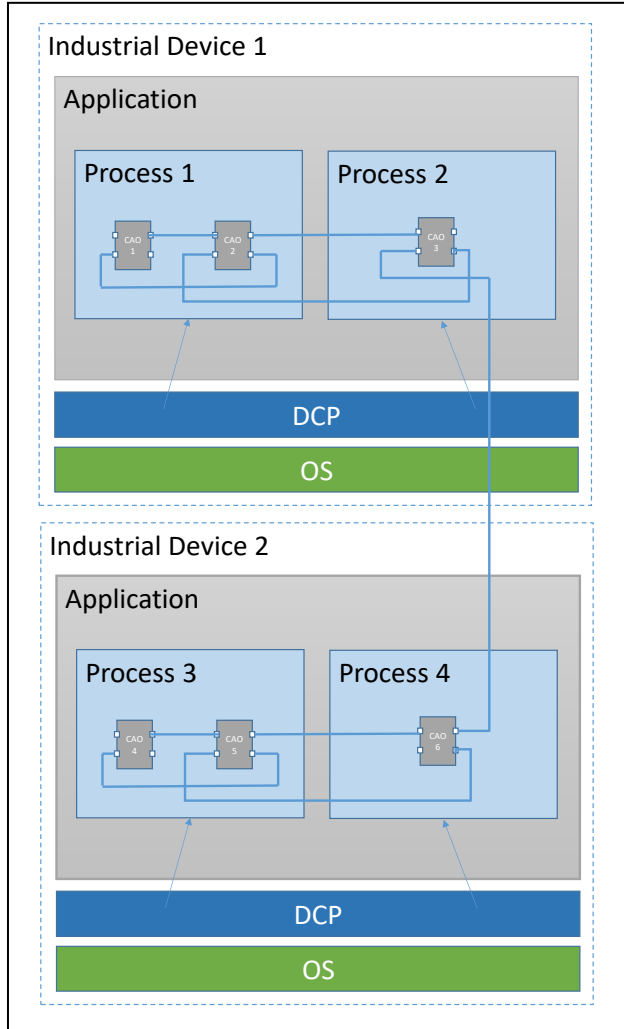 Industrial Device 1
Application
Process 1
Process 2
CAO
1
CAO
2
CAO
3
DCP
OS
Industrial Device 2
Application
Process 3
Process 4
CAO
4
CAO
5
CAO
6
DCP
OS